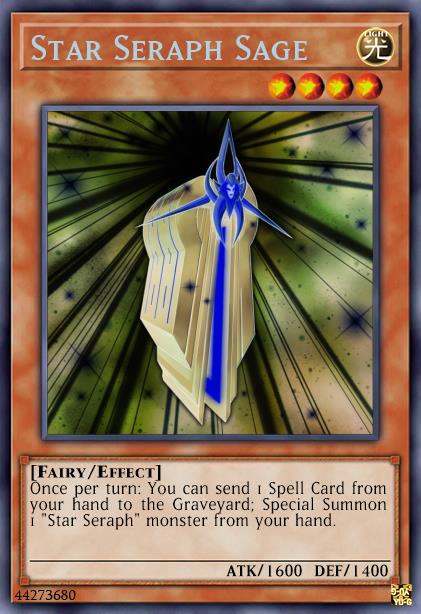 Star Seraph Sage
LIGHT
光
[Fairy/Effect]
Once per turn: You can send 1 Spell Card from
your hand to the Graveyard; Special Summon
1 "Star Seraph" monster from your hand.
ATK/1600 DEF/1400
44273680